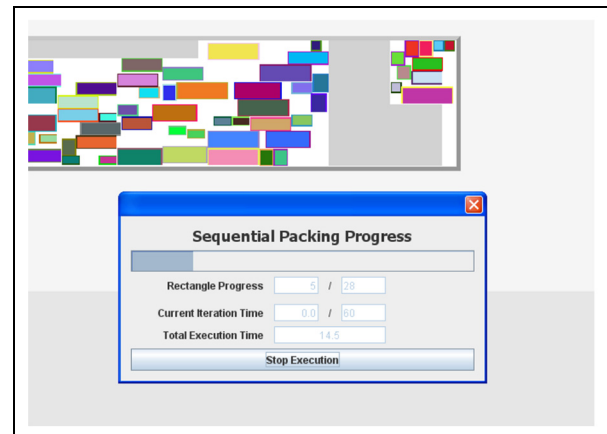 Sequential Packing Progress
Rectangle Progress 5 / 28
Current Iteration Time 0.0 / 60
Total Execution Time 14.5
Stop Execution